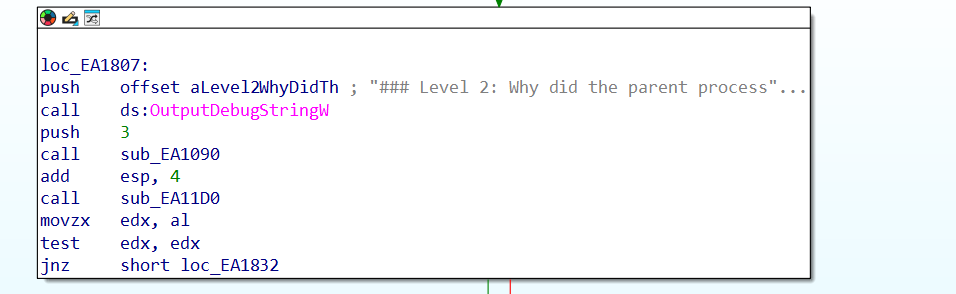 loc_EA1807:
push offset aLevel2WhyDidTh ; "### Level 2: Why did the parent process"...
call ds:OutputDebugStringW
push 3
call sub_EA1090
add esp, 4
call sub_EA11D0
movzx edx, al
test edx, edx
jnz short loc_EA1832